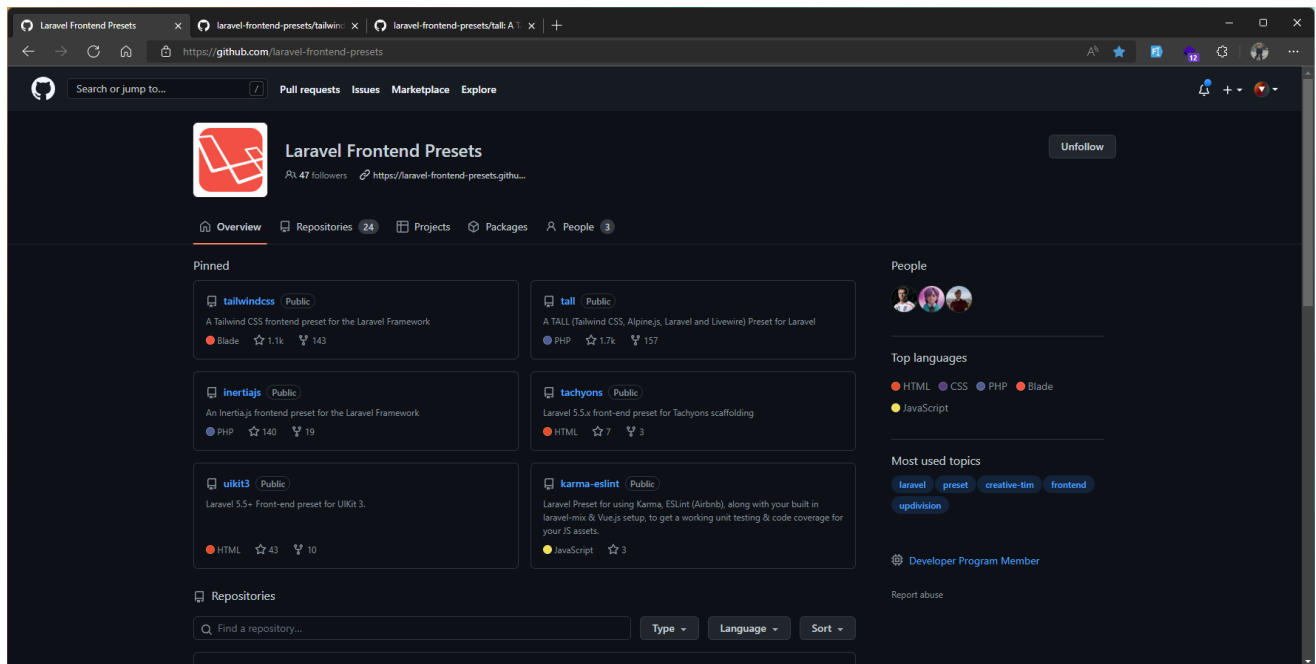 Laravel Frontend Presets
laravel-frontend-presets/tailwind
laravel-frontend-presets/tall: A T
https://github.com/laravel-frontend-presets
12
Search or jump to...
/
Pull requests Issues Marketplace Explore
Laravel Frontend Presets
47 followers https://laravel-frontend-presets.githu...
Unfollow
Overview Repositories 24 Projects Packages People 3
Pinned
tailwindcss Public
A Tailwind CSS frontend preset for the Laravel Framework
Blade 1.1k 143
tall Public
A TALL (Tailwind CSS, Alpine.js, Laravel and Livewire) Preset for Laravel
PHP 1.7k 157
inertiajs Public
An Inertia.js frontend preset for the Laravel Framework
PHP 140 19
tachyons Public
Laravel 5.5.x front-end preset for Tachyons scaffolding
HTML 7 3
uikit3 Public
Laravel 5.5+ Front-end preset for UIKit 3.
HTML 43 10
karma-eslint Public
Laravel Preset for using Karma, ESLint (Airbnb), along with your built in
laravel-mix & Vue.js setup, to get a working unit testing & code coverage for
your JS assets.
JavaScript 3
Repositories
Find a repository...
Type Language Sort
People
Top languages
HTML CSS PHP Blade
JavaScript
Most used topics
laravel preset creative-tim frontend
updivision
Developer Program Member
Report abuse